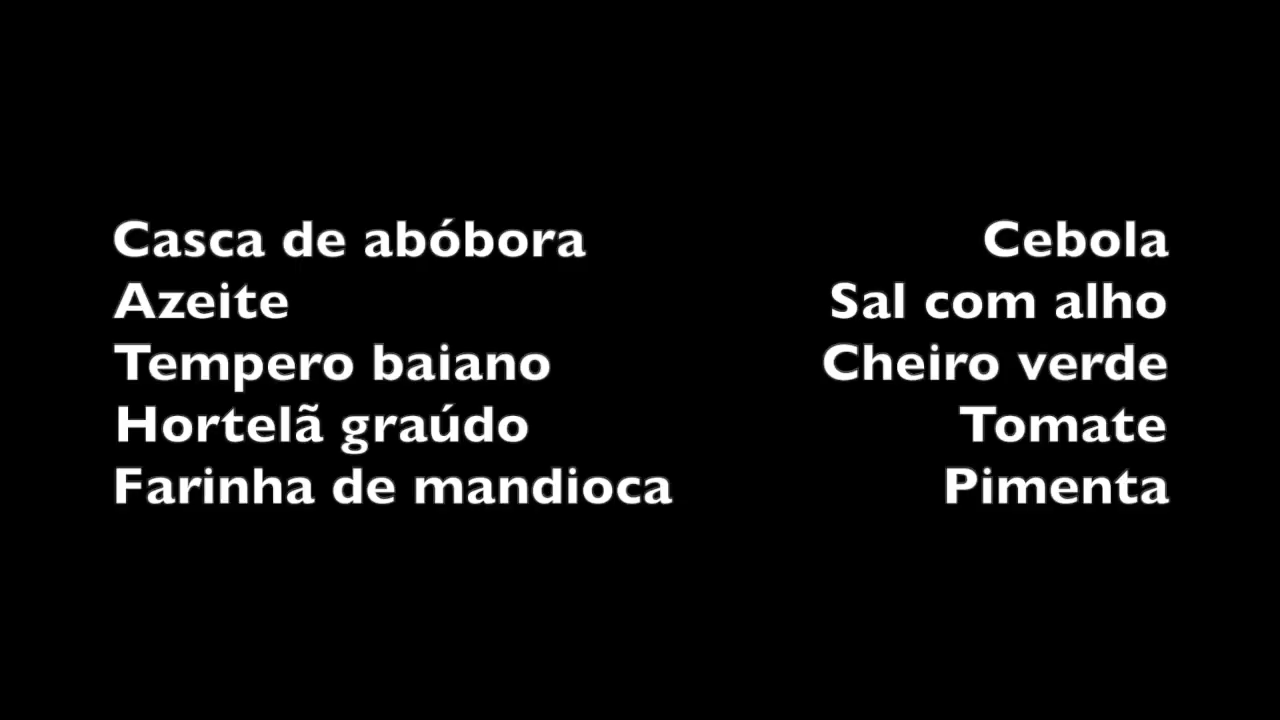 Casca de abóbora
Azeite
Tempero baiano
Hortelã graúdo
Farinha de mandioca
Cebola
Sal com alho
Cheiro verde
Tomate
Pimenta